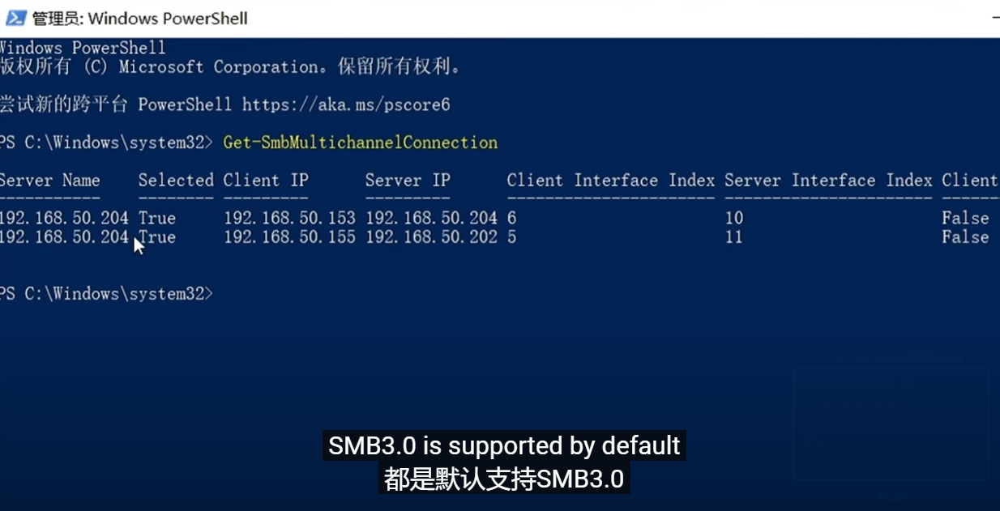 管理员: Windows PowerShell
Windows PowerShell
版权所有 (C) Microsoft Corporation。保留所有权利。
尝试新的跨平台 PowerShell https://aka.ms/pscore6
PS C:\Windows\system32> Get-SmbMultichannelConnection
Server Name Selected Client IP Server IP Client Interface Index Server Interface Index Client
----------- -------- --------- --------- ---------------------- ---------------------- ------
192.168.50.204 True 192.168.50.153 192.168.50.204 6 10 False
192.168.50.204 True 192.168.50.155 192.168.50.202 5 11 False
PS C:\Windows\system32>
SMB3.0 is supported by default
都是默认支持SMB3.0